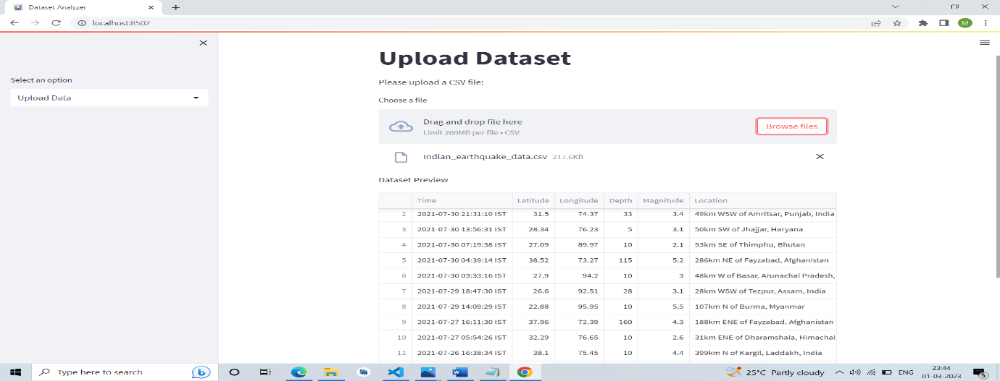 Dataset Analyzer
localhost:8502
M
Select an option
Upload Data
Upload Dataset
Please upload a CSV file:
Choose a file
Drag and drop file here
Limit 200MB per file • CSV
Browse files
Indian_earthquake_data.csv 217.6KB
Dataset Preview
Time Latitude Longitude Depth Magnitude Location
2 2021-07-30 21:31:10 IST 31.5 74.37 33 3.4 49km WSW of Amritsar, Punjab, India
3 2021-07-30 13:56:31 IST 28.34 76.23 5 3.1 50km SW of Jhajjar, Haryana
4 2021-07-30 07:19:38 IST 27.09 89.97 10 2.1 53km SE of Thimphu, Bhutan
5 2021-07-30 04:39:14 IST 38.52 73.27 115 5.2 286km NE of Fayzabad, Afghanistan
6 2021-07-30 03:33:16 IST 27.9 94.2 10 3 48km W of Basar, Arunachal Pradesh,
7 2021-07-29 18:47:30 IST 26.6 92.51 28 3.1 28km WSW of Tezpur, Assam, India
8 2021-07-29 14:09:29 IST 22.88 95.95 10 5.5 107km N of Burma, Myanmar
9 2021-07-27 16:11:30 IST 37.96 72.39 160 4.3 188km ENE of Fayzabad, Afghanistan
10 2021-07-27 05:54:26 IST 32.29 76.65 10 2.6 31km ENE of Dharamshala, Himachal
11 2021-07-26 16:38:34 IST 38.1 75.45 10 4.4 399km N of Kargil, Laddakh, India
Type here to search
25°C Partly cloudy
ENG
23:44
01-03-2023
5